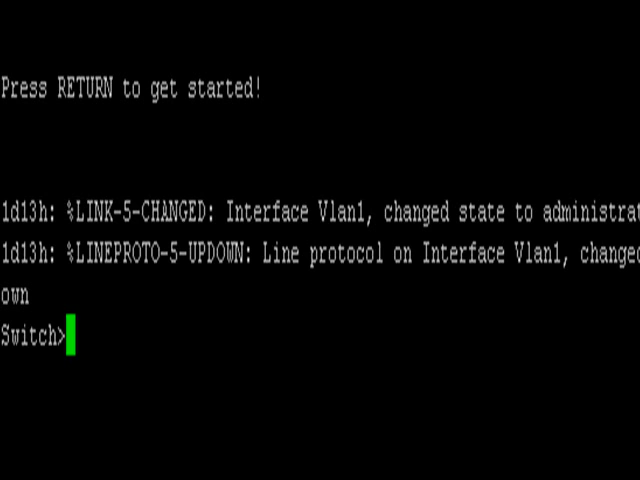 Press RETURN to get started!
1d13h: %LINK-5-CHANGED: Interface Vlan1, changed state to administrat
1d13h: %LINEPROTO-5-UPDOWN: Line protocol on Interface Vlan1, changed
own
Switch>